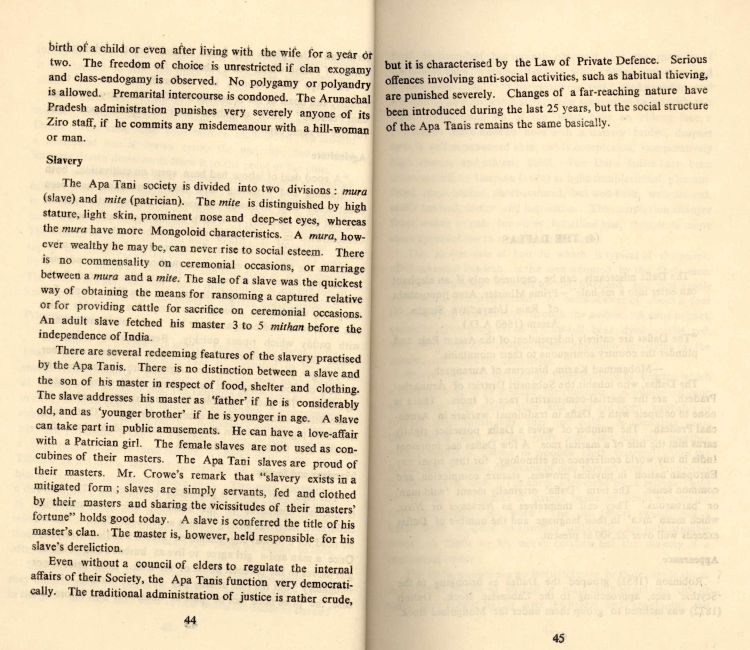 birth of a child or even after living with the wife for a year or
two. The freedom of choice is unrestricted if clan exogamy
and class-endogamy is observed. No polygamy or polyandry
is allowed. Premarital intercourse is condoned. The Arunachal
Pradesh administration punishes very severely anyone of its
Ziro staff, if he commits any misdemeanour with a hill-woman
or man.
Slavery
The Apa Tani society is divided into two divisions : mura
(slave) and mite (patrician). The mite is distinguished by high
stature, light skin, prominent nose and deep-set eyes, whereas
the mura have more Mongoloid characteristics. A mura, how-
ever wealthy he may be, can never rise to social esteem. There
is no commensality on ceremonial occasions, or marriage
between a mura and a mite. The sale of a slave was the quickest
way of obtaining the means for ransoming a captured relative
or for providing cattle for sacrifice on ceremonial occasions.
An adult slave fetched his master 3 to 5 mithan before the
independence of India.
There are several redeeming features of the slavery practised
by the Apa Tanis. There is no distinction between a slave and
the son of his master in respect of food, shelter and clothing.
The slave addresses his master as ‘father’ if he is considerably
old, and as ‘younger brother’ if he is younger in age. A slave
can take part in public amusements. He can have a love-affair
with a Patrician girl. The female slaves are not used as con-
cubines of their masters. The Apa Tani slaves are proud of
their masters. Mr. Crowe's remark that “slavery exists in a
mitigated form ; slaves are simply servants, fed and clothed
by their masters and sharing the vicissitudes of their masters'
fortune” holds good today. A slave is conferred the title of his
master's clan. The master is, however, held responsible for his
slave's dereliction.
Even without a council of elders to regulate the internal
affairs of their Society, the Apa Tanis function very democrati-
cally. The traditional administration of justice is rather crude,
44
but it is characterised by the Law of Private Defence. Serious
offences involving anti-social activities, such as habitual thieving,
are punished severely. Changes of a far-reaching nature have
been introduced during the last 25 years, but the social structure
of the Apa Tanis remains the same basically.
45